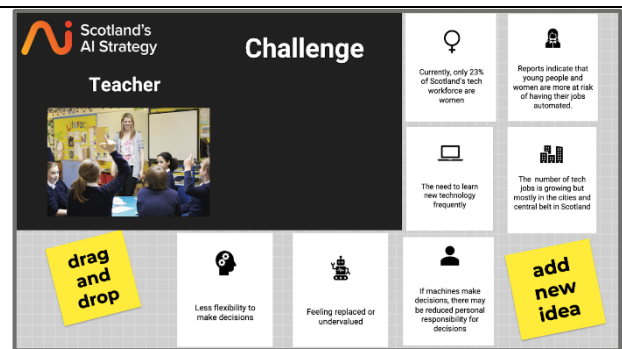 Scotland's
AI Strategy
Challenge
Teacher
Currently, only 23%
of Scotland's tech
workforce are
women
Reports indicate that
young people and
women are more at risk
of having their jobs
automated.
The need to learn
new technology
frequently
The number of tech
jobs is growing but
mostly in the cities and
central belt in Scotland
drag
and
drop
Less flexibility to
make decisions
Feeling replaced or
undervalued
If machines make
decisions, there may
be reduced personal
responsibility for
decisions
add
new
idea